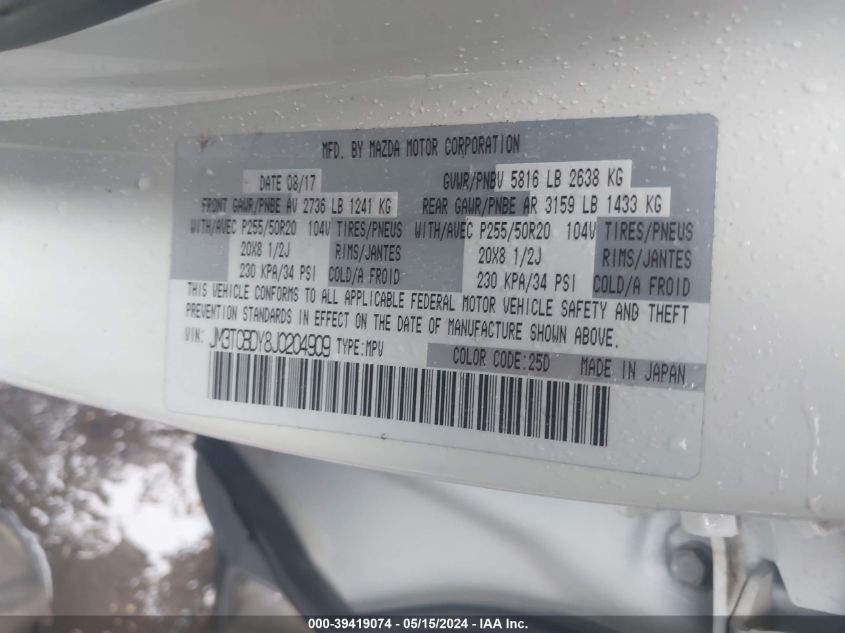 MFD. BY MAZDA MOTOR CORPORATION
DATE 08/17 GVWR/PNBV 5816 LB 2638 KG
FRONT GAWR/PNBE AV 2736 LB 1241 KG REAR GAWR/PNBE AR 3159 LB 1433 KG
WITH/AVEC P255/50R20 104V TIRES/PNEUS WITH/AVEC P255/50R20 104V TIRES/PNEUS
20X8 1/2J RIMS/JANTES 20X8 1/2J RIMS/JANTES
230 KPA/34 PSI COLD/A FROID 230 KPA/34 PSI COLD/A FROID
THIS VEHICLE CONFORMS TO ALL APPLICABLE FEDERAL MOTOR VEHICLE SAFETY AND THEFT
PREVENTION STANDARDS IN EFFECT ON THE DATE OF MANUFACTURE SHOWN ABOVE.
VIN: JM3TCBDY8J0204909 TYPE:MPV COLOR CODE:25D MADE IN JAPAN
000-39419074 - 05/15/2024 - IAA Inc.